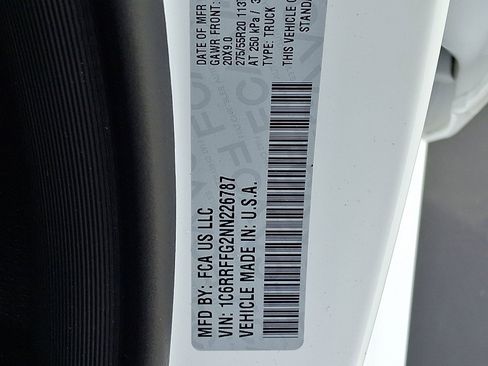 MFD BY: FCA US LLC
VIN: 1C6RRFFG2NN226787
VEHICLE MADE IN: U.S.A.
DATE OF MFR
GAWR FRONT:
20X9.0
275/55R20
AT 250 kPa /
TYPE: TRUCK
THIS VEHICLE
STANDA